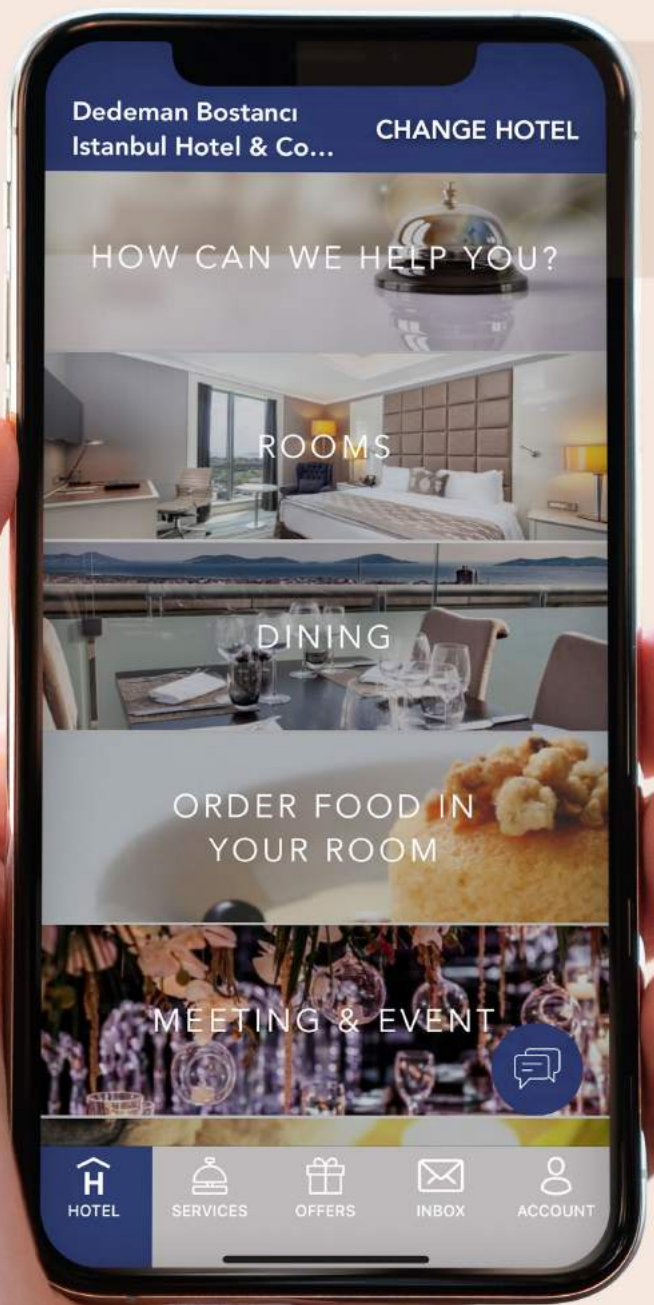 Dedeman Bostancı
Istanbul Hotel & Co...
CHANGE HOTEL
HOW CAN WE HELP YOU?
ROOMS
DINING
ORDER FOOD IN
YOUR ROOM
MEETING & EVENT
HOTEL
SERVICES
OFFERS
INBOX
ACCOUNT